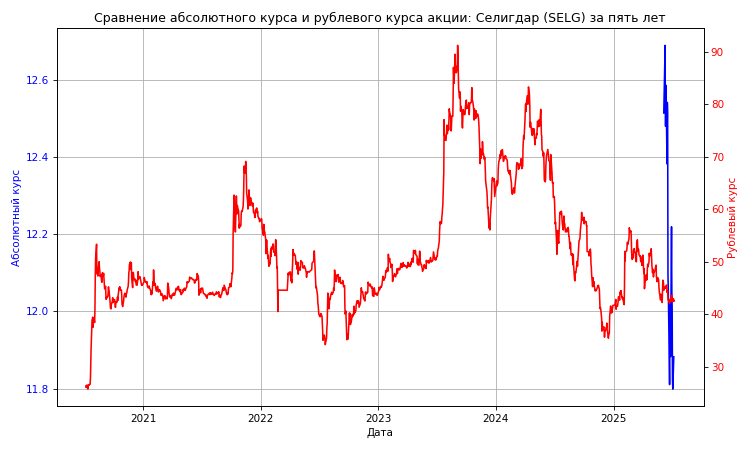 Сравнение абсолютного курса и рублевого курса акции: Селигдар (SELG) за пять лет
12.6
12.4
12.2
12.0
11.8
Абсолютный курс
90
80
70
60
50
40
30
Рублевый курс
2021 2022 2023 2024 2025
Дата